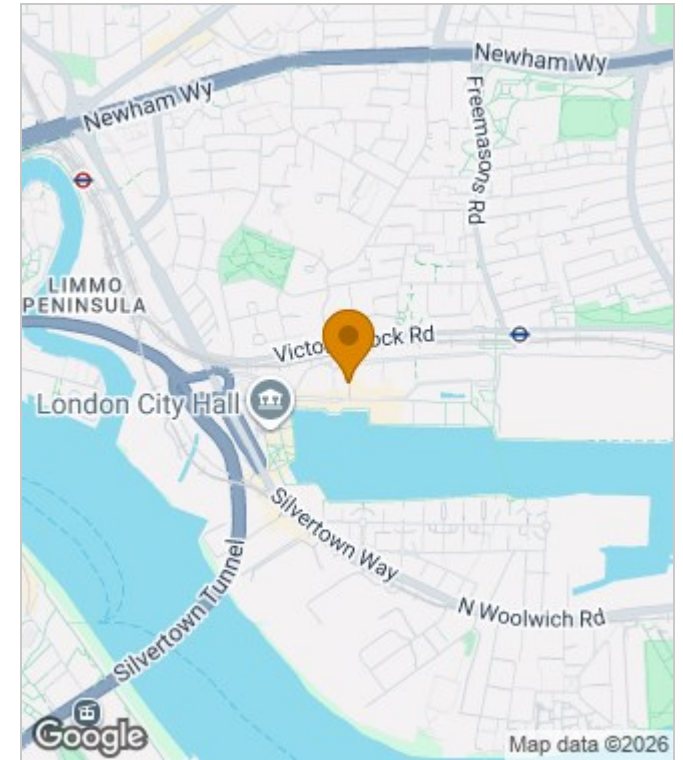 Newham Wy
Newham Wy
Freemasons Rd
LIMMO
PENINSULA
ock Rd
London City Hall
Silvertown Way
N Woolwich Rd
Silvertown Tunnel
Google
Map data ©2026